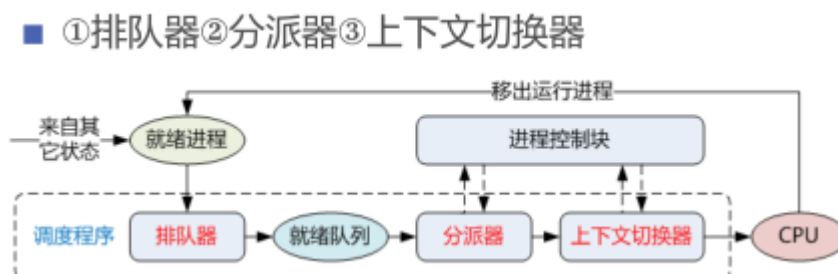 ■ ①排队器②分派器③上下文切换器
移出运行进程
来自其
它状态
就绪进程
进程控制块
调度程序
排队器
就绪队列
分派器
上下文切换器
CPU